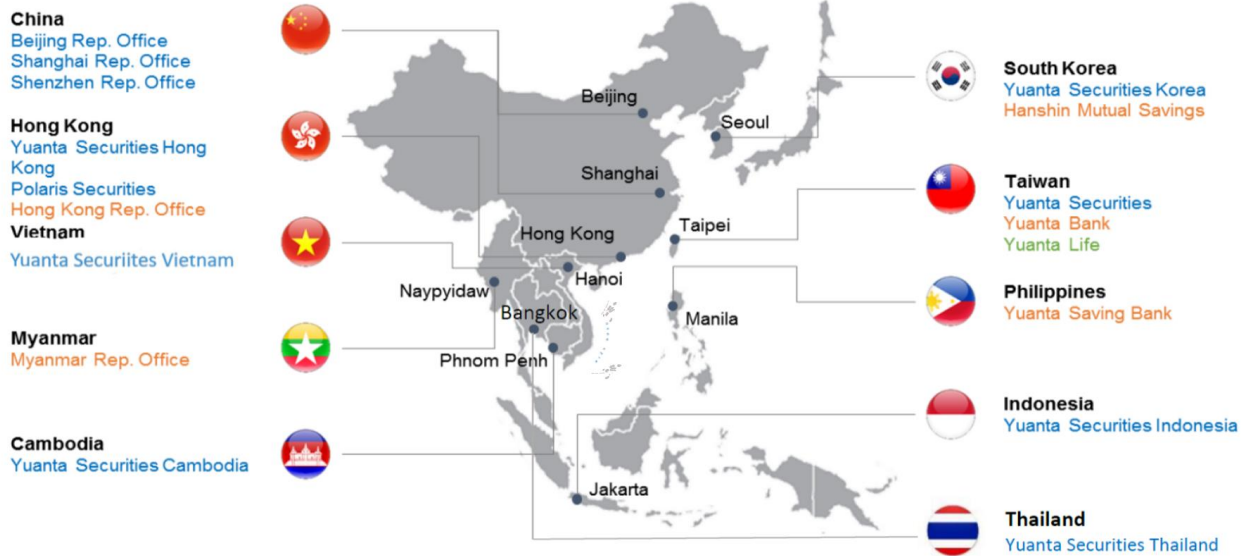 China
Beijing Rep. Office
Shanghai Rep. Office
Shenzhen Rep. Office
Hong Kong
Yuanta Securities Hong
Kong
Polaris Securities
Hong Kong Rep. Office
Vietnam
Yuanta Securiites Vietnam
Myanmar
Myanmar Rep. Office
Cambodia
Yuanta Securities Cambodia
Beijing
Seoul
Shanghai
Taipei
Hong Kong
Hanoi
Naypyidaw
Bangkok
Manila
Phnom Penh
Jakarta
South Korea
Yuanta Securities Korea
Hanshin Mutual Savings
Taiwan
Yuanta Securities
Yuanta Bank
Yuanta Life
Philippines
Yuanta Saving Bank
Indonesia
Yuanta Securities Indonesia
Thailand
Yuanta Securities Thailand